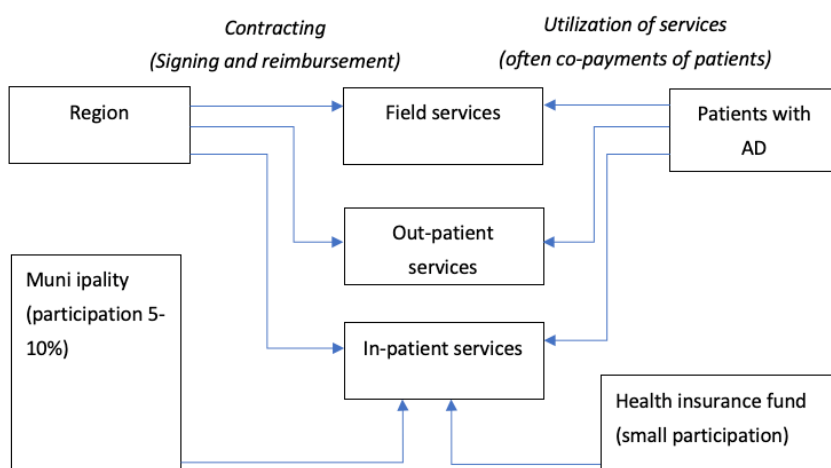 Contracting
(Signing and reimbursement)
Utilization of services
(often co-payments of patients)
Region
Field services
Patients with
AD
Out-patient
services
Muni ipality
(participation 5-
10%)
In-patient services
Health insurance fund
(small participation)